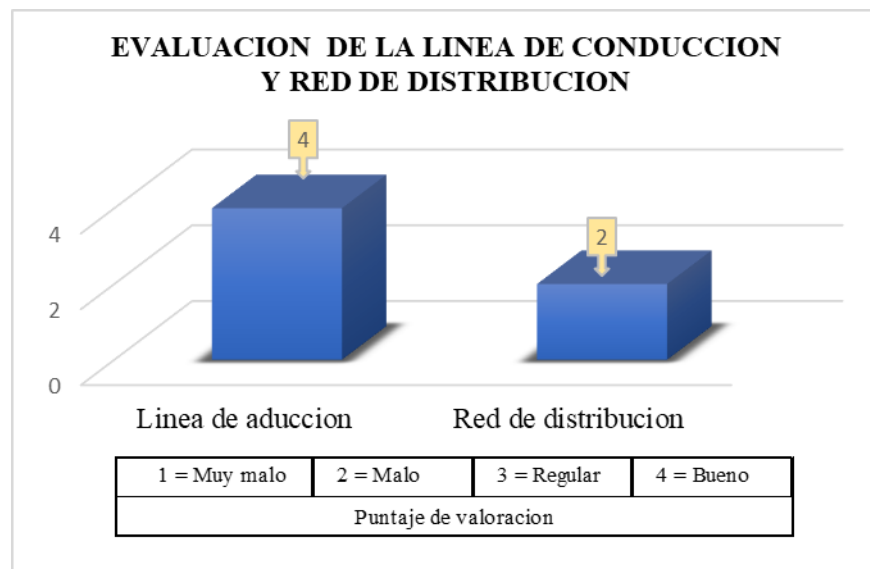 EVALUACION DE LA LINEA DE CONDUCCION
Y RED DE DISTRIBUCION
4
2
4
2
0
Linea de aduccion Red de distribucion
1 = Muy malo 2 = Malo 3 = Regular 4 = Bueno
Puntaje de valoracion